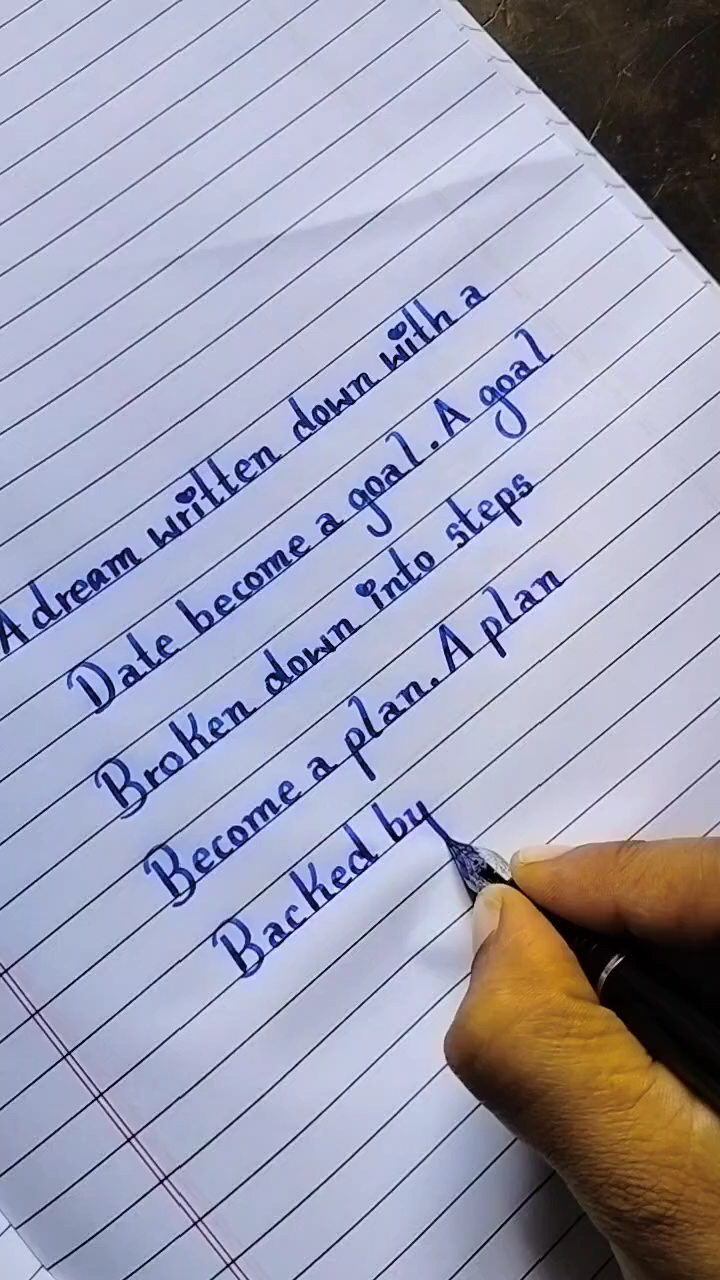 A dream written down with a
Date become a goal. A goal
Broken down into steps
Become a plan. A plan
Backed by